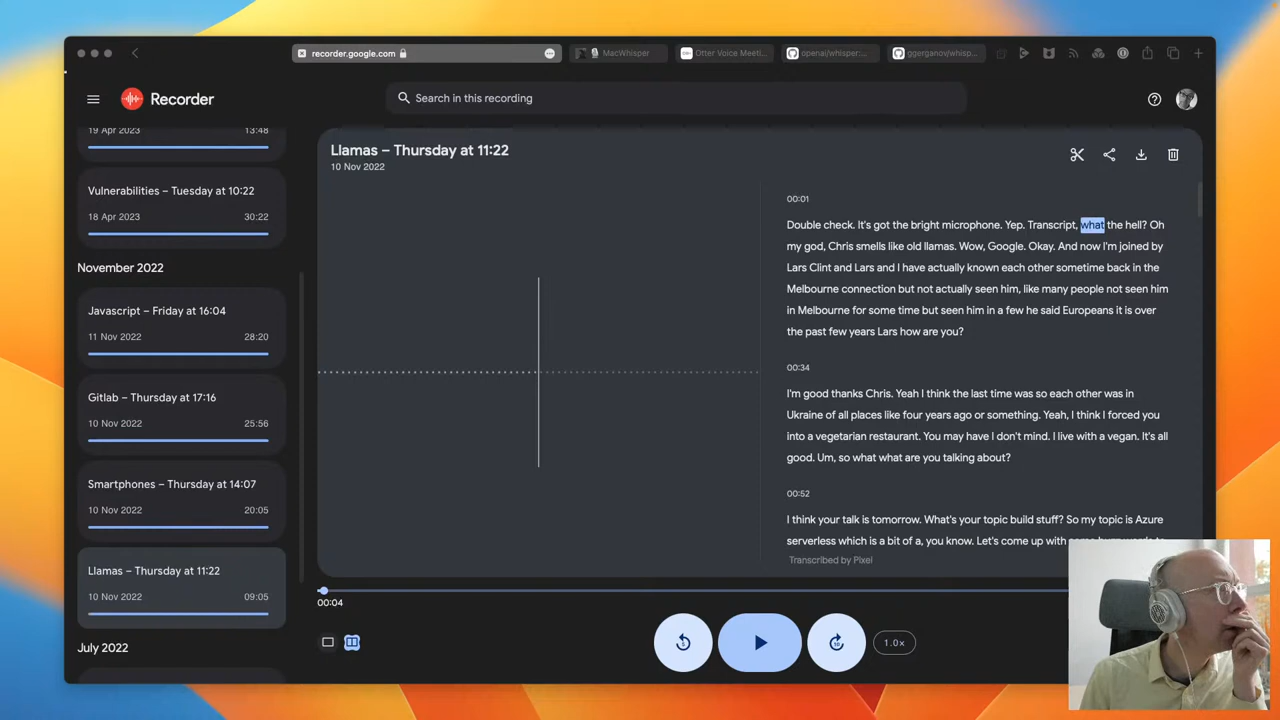 recorder.google.com
MacWhisper
Otter Voice Meeti...
openai/whisper:...
ggerganov/whisp...
Recorder
Search in this recording
19 Apr 2023 13:48
Vulnerabilities – Tuesday at 10:22
18 Apr 2023 30:22
November 2022
Javascript – Friday at 16:04
11 Nov 2022 28:20
Gitlab – Thursday at 17:16
10 Nov 2022 25:56
Smartphones – Thursday at 14:07
10 Nov 2022 20:05
Llamas – Thursday at 11:22
10 Nov 2022 09:05
July 2022
Llamas – Thursday at 11:22
10 Nov 2022
00:01
Double check. It's got the bright microphone. Yep. Transcript, what the hell? Oh
my god, Chris smells like old llamas. Wow, Google. Okay. And now I'm joined by
Lars Clint and Lars and I have actually known each other sometime back in the
Melbourne connection but not actually seen him, like many people not seen him
in Melbourne for some time but seen him in a few he said Europeans it is over
the past few years Lars how are you?
00:34
I'm good thanks Chris. Yeah I think the last time was so each other was in
Ukraine of all places like four years ago or something. Yeah, I think I forced you
into a vegetarian restaurant. You may have I don't mind. I live with a vegan. It's all
good. Um, so what what are you talking about?
00:52
I think your talk is tomorrow. What's your topic build stuff? So my topic is Azure
serverless which is a bit of a, you know. Let's come up with some
Transcribed by Pixel
00:04
1.0×